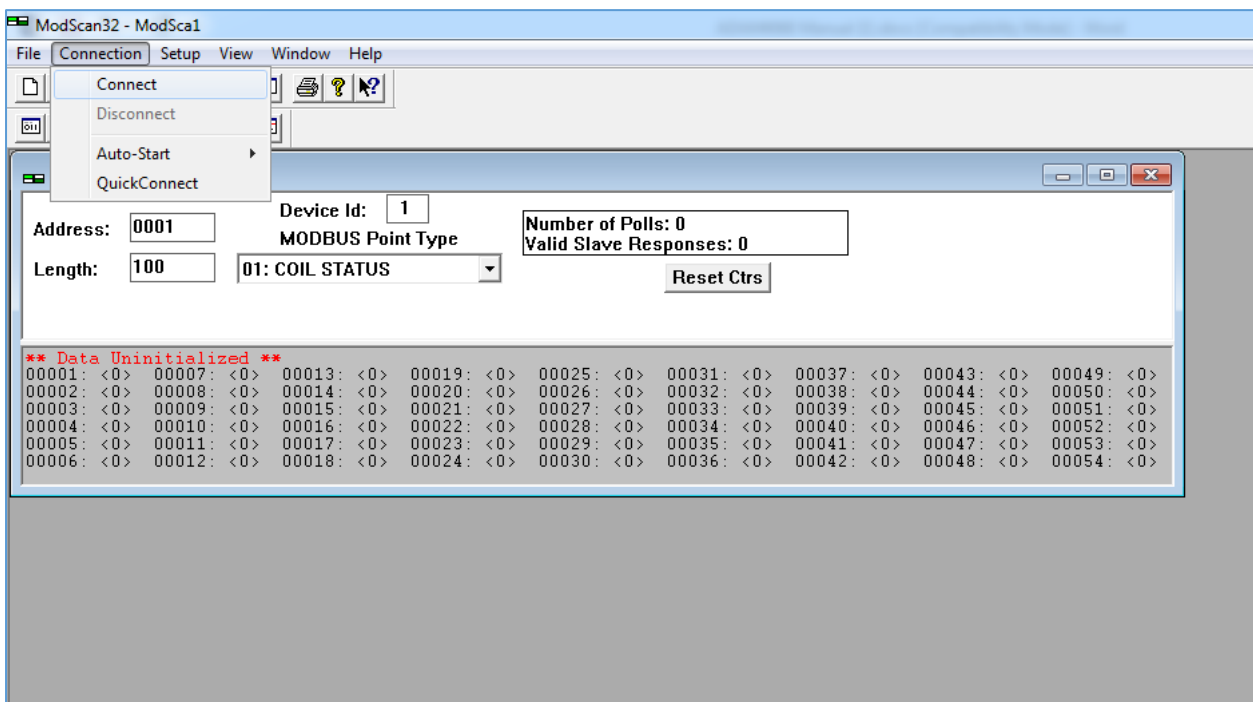 ModScan32 - ModSca1
File Connection Setup View Window Help
Connect
Disconnect
Auto-Start
QuickConnect
Address: 0001
Device Id: 1
MODBUS Point Type
Length: 100
01: COIL STATUS
Number of Polls: 0
Valid Slave Responses: 0
Reset Ctrs
** Data Uninitialized **
00001: <0> 00007: <0> 00013: <0> 00019: <0> 00025: <0> 00031: <0> 00037: <0> 00043: <0> 00049: <0>
00002: <0> 00008: <0> 00014: <0> 00020: <0> 00026: <0> 00032: <0> 00038: <0> 00044: <0> 00050: <0>
00003: <0> 00009: <0> 00015: <0> 00021: <0> 00027: <0> 00033: <0> 00039: <0> 00045: <0> 00051: <0>
00004: <0> 00010: <0> 00016: <0> 00022: <0> 00028: <0> 00034: <0> 00040: <0> 00046: <0> 00052: <0>
00005: <0> 00011: <0> 00017: <0> 00023: <0> 00029: <0> 00035: <0> 00041: <0> 00047: <0> 00053: <0>
00006: <0> 00012: <0> 00018: <0> 00024: <0> 00030: <0> 00036: <0> 00042: <0> 00048: <0> 00054: <0>